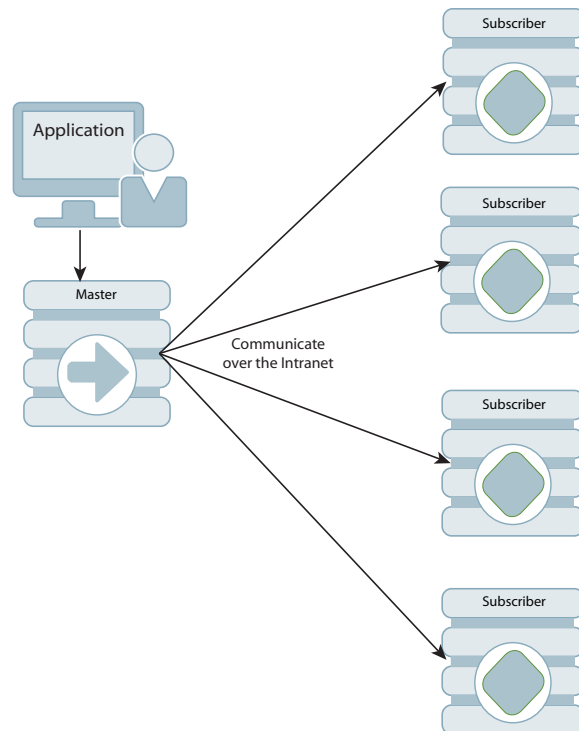 Subscriber
Application
Subscriber
Master
Communicate
over the Intranet
Subscriber
Subscriber